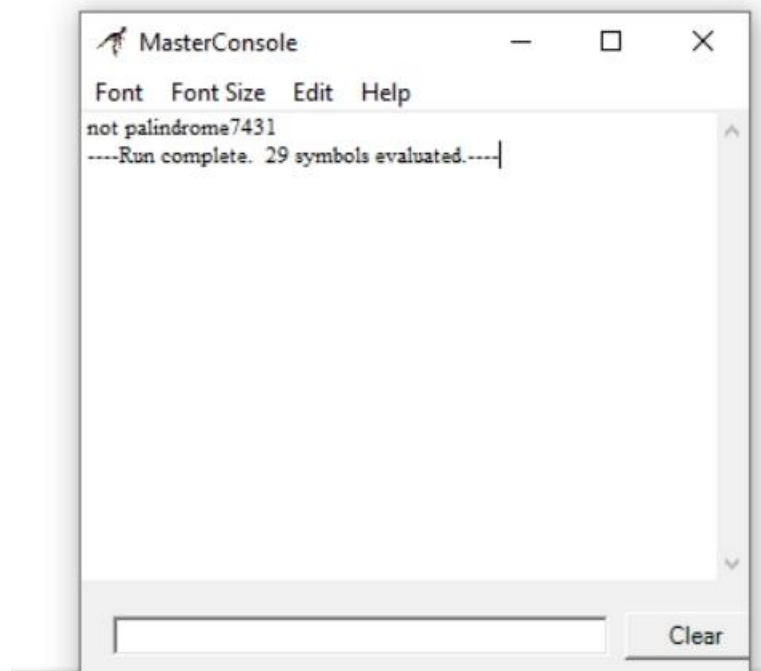 MasterConsole
Font Font Size Edit Help
not palindrome7431
----Run complete.  29 symbols evaluated.----
Clear